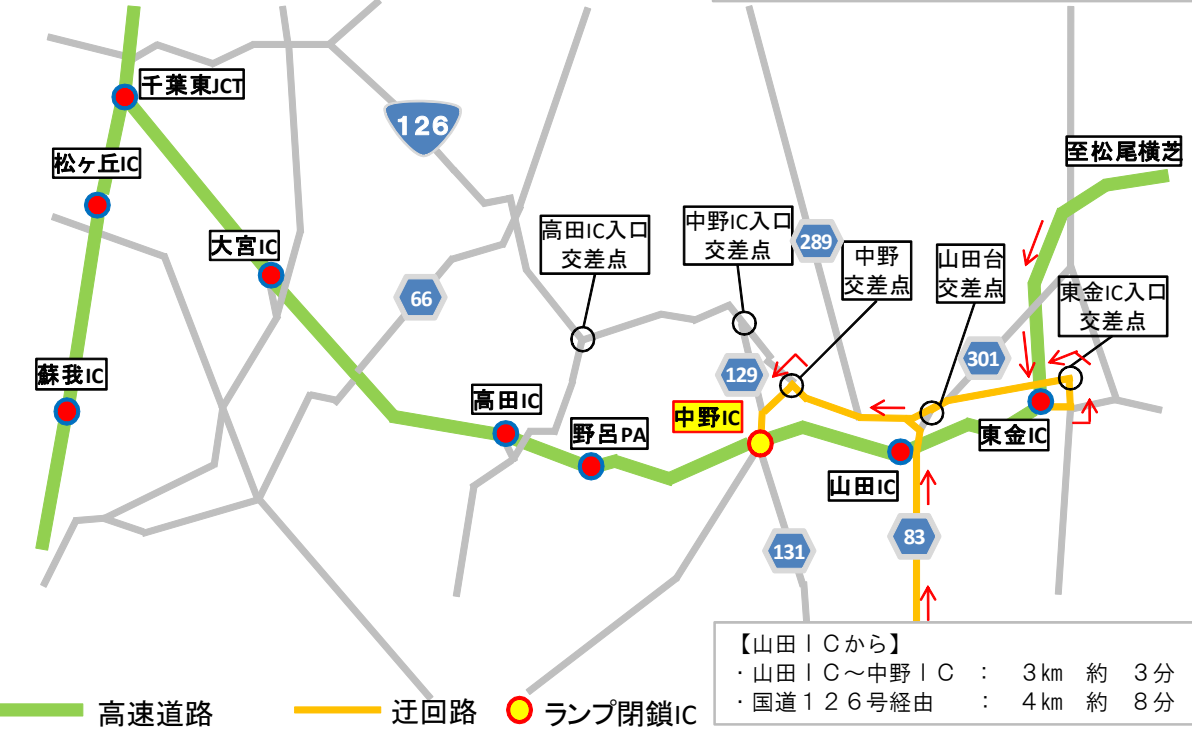 千葉東JCT
126
松ヶ丘IC
至松尾横芝
大宮IC
高田IC入口
交差点
中野IC入口
交差点
289
中野
交差点
山田台
交差点
東金IC入口
交差点
66
301
129
蘇我IC
高田IC
中野IC
野呂PA
東金IC
山田IC
131
83
【山田ＩＣから】
・山田ＩＣ～中野ＩＣ ： 3㎞ 約 3分
・国道１２６号経由 ： 4㎞ 約 8分
高速道路
迂回路
ランプ閉鎖IC